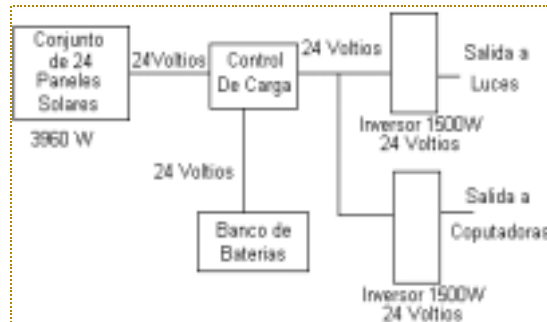 Conjunto
de 24
Paneles
Solares
3960 W
24Voltios
Control
De Carga
24 Voltios
Salida a
Luces
Inversor 1500W
24 Voltios
24 Voltios
Banco de
Baterias
Salida a
Coputadoras
Inversor 1500W
24 Voltios